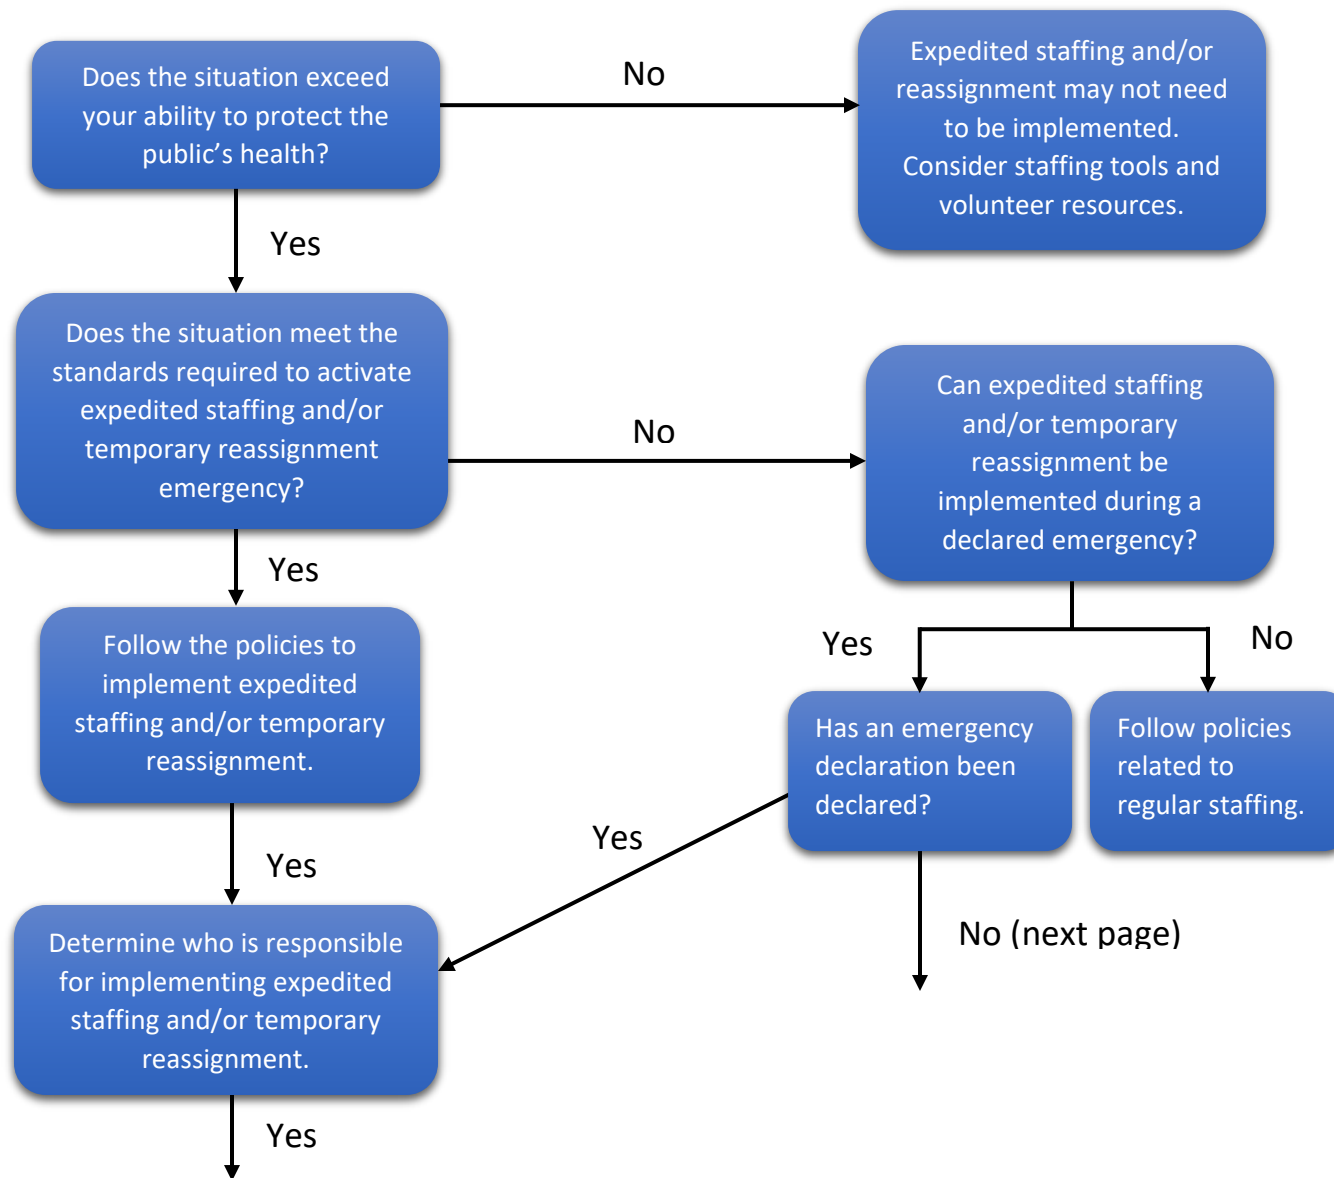 Does the situation exceed
your ability to protect the
public’s health?
No
Expedited staffing and/or
reassignment may not need
to be implemented.
Consider staffing tools and
volunteer resources.
Yes
Does the situation meet the
standards required to activate
expedited staffing and/or
temporary reassignment
emergency?
No
Can expedited staffing
and/or temporary
reassignment be
implemented during a
declared emergency?
Yes
Follow the policies to
implement expedited
staffing and/or temporary
reassignment.
Yes
No
Has an emergency
declaration been
declared?
Follow policies
related to
regular staffing.
Yes
Yes
No (next page)
Determine who is responsible
for implementing expedited
staffing and/or temporary
reassignment.
Yes